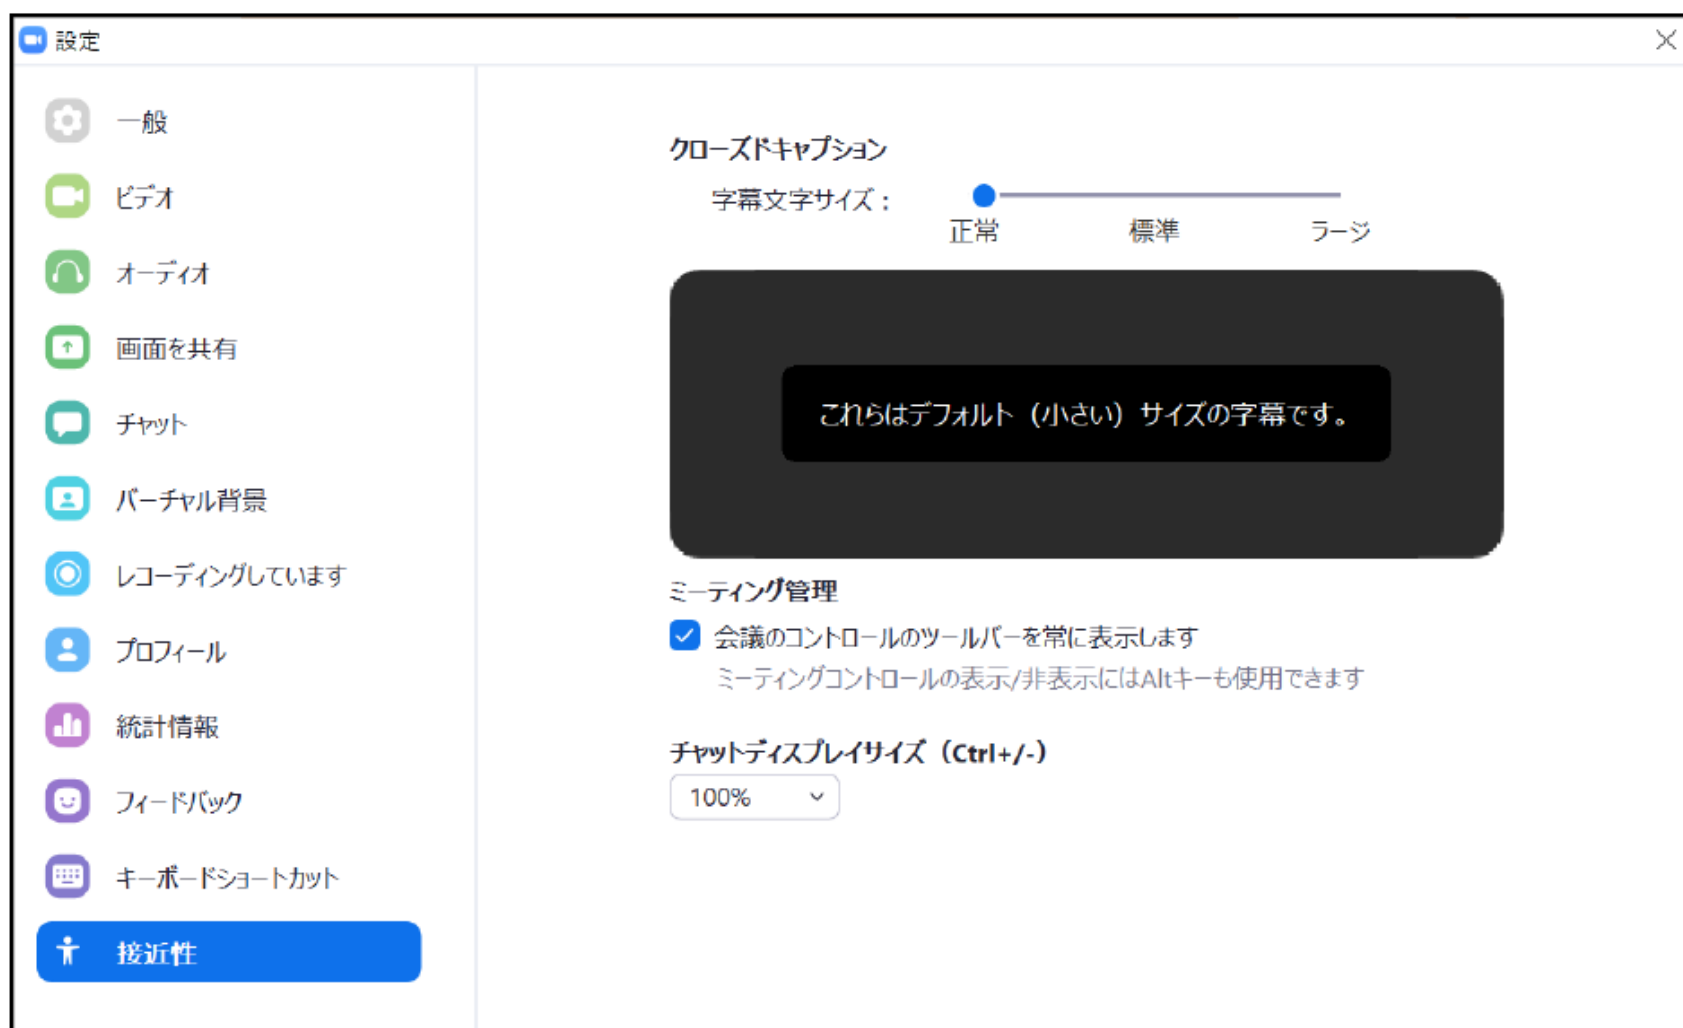 設定
一般
ビデオ
オーディオ
画面を共有
チャット
バーチャル背景
レコーディングしています
プロフィール
統計情報
フィードバック
キーボードショートカット
接近性
クローズドキャプション
字幕文字サイズ：
正常 標準 ラージ
これらはデフォルト（小さい）サイズの字幕です。
ミーティング管理
会議のコントロールのツールバーを常に表示します
ミーティングコントロールの表示/非表示にはAltキーも使用できます
チャットディスプレイサイズ（Ctrl+/-）
100%